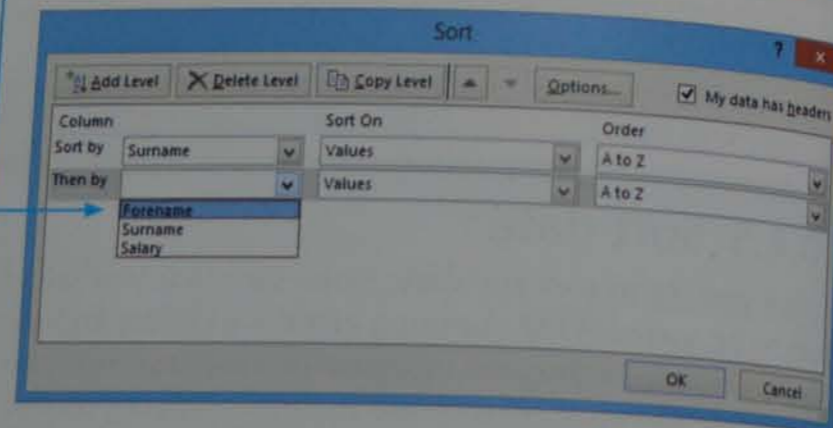 Sort
?
x
Add Level Delete Level Copy Level Options... My data has headers
Column Sort On Order
Sort by Surname Values A to Z
Then by Values A to Z
Forename
Surname
Salary
OK Cancel